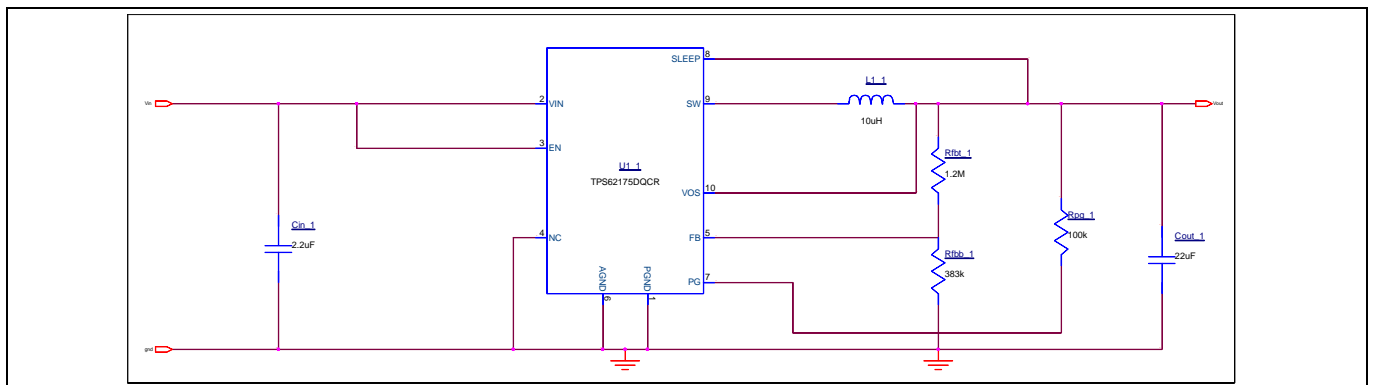 8
SLEEP
L1_1
Vin
2
VIN
SW
9
Vout
10uH
3
EN
U1_1
TPS62175DQCR
Rfbt_1
1.2M
VOS
10
Cin_1
2.2uF
Rpg_1
100k
4
NC
FB
5
Cout_1
22uF
Rfbb_1
383k
AGND
PGND
PG
7
6
1
gnd